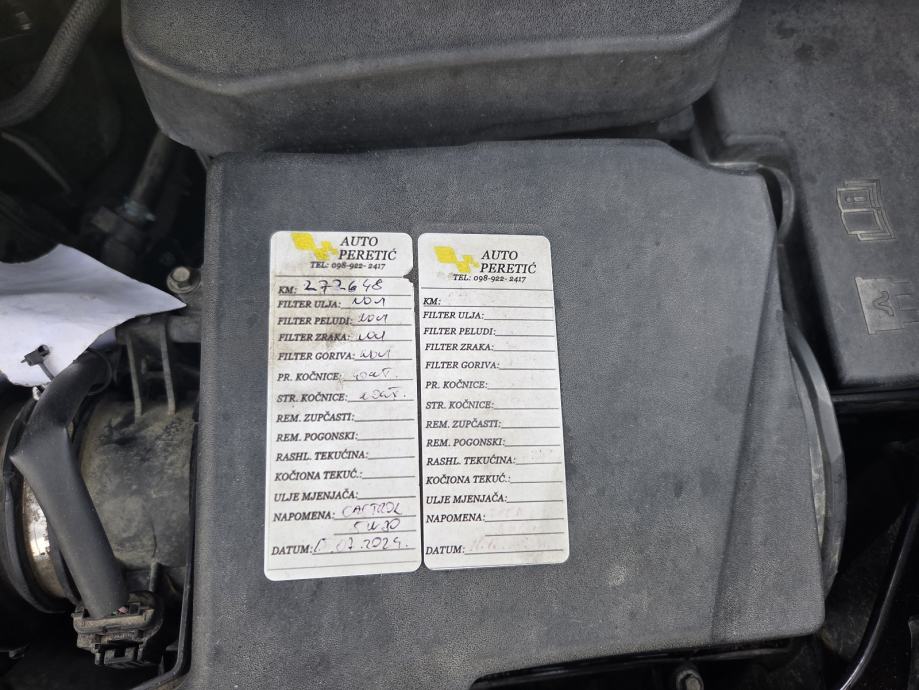 AUTO
PERETIĆ
TEL: 098-922-2417
KM: 272648
FILTER ULJA: NOVI
FILTER PELUDI: NOVI
FILTER ZRAKA: NOVI
FILTER GORIVA: NOVI
PR. KOČNICE:
STR. KOČNICE:
REM. ZUPČASTI:
REM. POGONSKI:
RASHL. TEKUĆINA:
KOČIONA TEKUĆ.:
ULJE MJENJAČA:
NAPOMENA: CASTROL
5W30
DATUM: 07.2024.
AUTO
PERETIĆ
TEL: 098-922-2417
KM:
FILTER ULJA:
FILTER PELUDI:
FILTER ZRAKA:
FILTER GORIVA:
PR. KOČNICE:
STR. KOČNICE:
REM. ZUPČASTI:
REM. POGONSKI:
RASHL. TEKUĆINA:
KOČIONA TEKUĆ.:
ULJE MJENJAČA:
NAPOMENA:
DATUM: